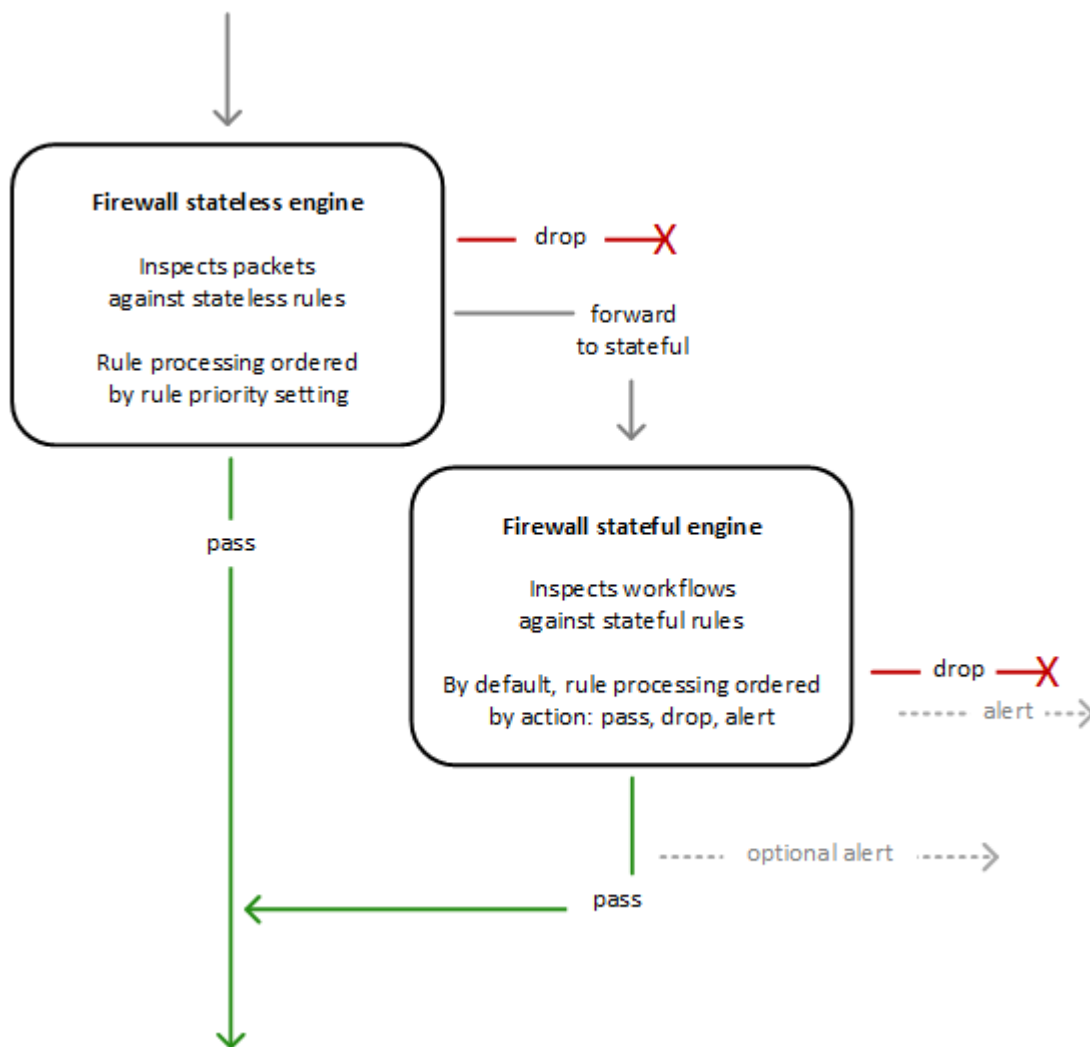 Firewall stateless engine
Inspects packets
against stateless rules
Rule processing ordered
by rule priority setting
drop
X
forward
to stateful
pass
Firewall stateful engine
Inspects workflows
against stateful rules
By default, rule processing ordered
by action: pass, drop, alert
drop
X
alert
optional alert
pass